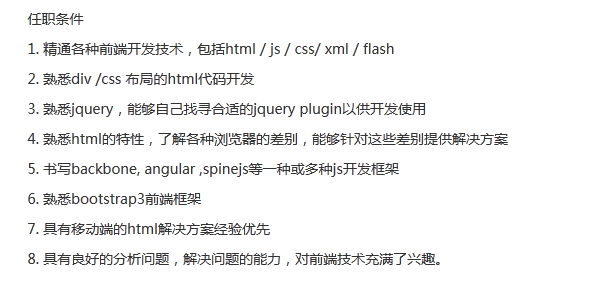 任职条件
1. 精通各种前端开发技术，包括html / js / css/ xml / flash
2. 熟悉div /css 布局的html代码开发
3. 熟悉jquery，能够自己找寻合适的jquery plugin以供开发使用
4. 熟悉html的特性，了解各种浏览器的差别，能够针对这些差别提供解决方案
5. 书写backbone, angular ,spinejs等一种或多种js开发框架
6. 熟悉bootstrap3前端框架
7. 具有移动端的html解决方案经验优先
8. 具有良好的分析问题，解决问题的能力，对前端技术充满了兴趣。